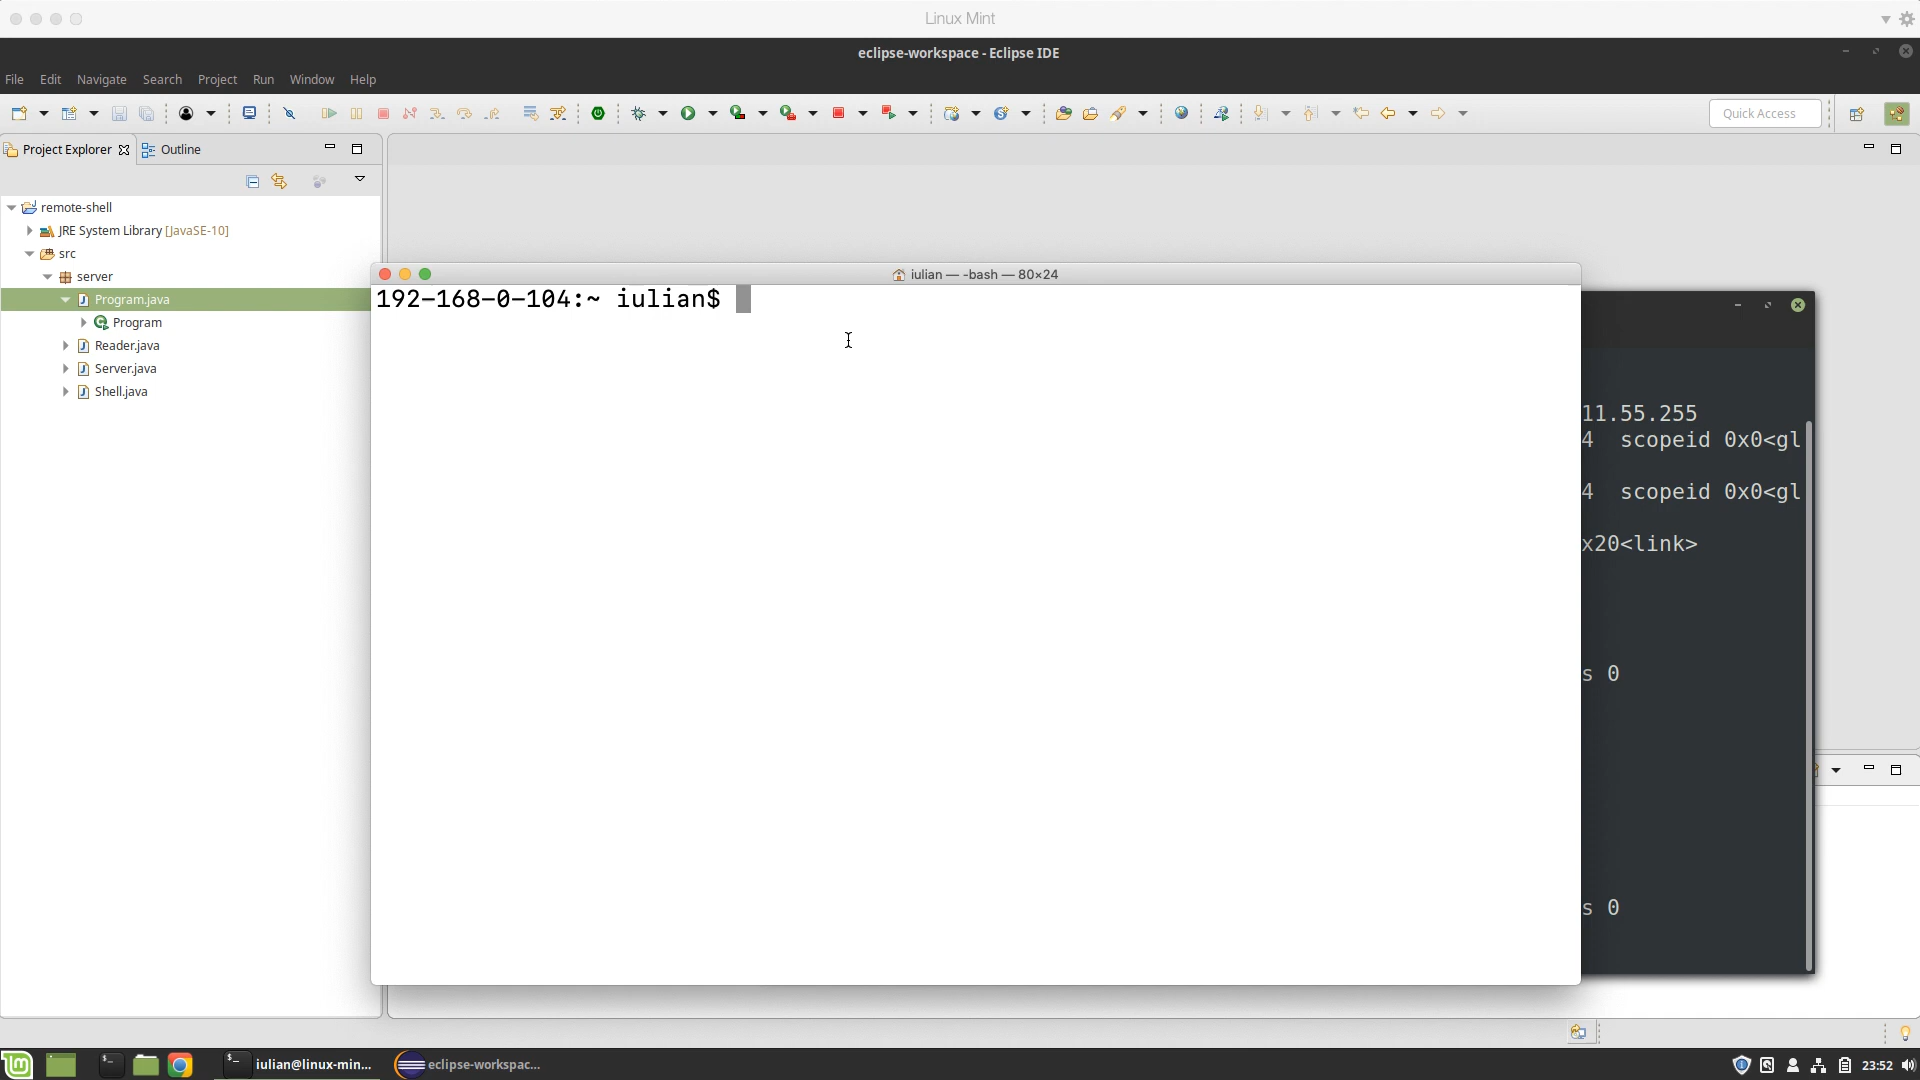 Linux Mint
eclipse-workspace - Eclipse IDE
File Edit Navigate Search Project Run Window Help
Quick Access
Project Explorer
Outline
remote-shell
JRE System Library [JavaSE-10]
src
server
Program.java
Program
Reader.java
Server.java
Shell.java
iulian — -bash — 80×24
192-168-0-104:~ iulian$
11.55.255
4 scopeid 0x0<gl
4 scopeid 0x0<gl
x20<link>
s 0
s 0
iulian@linux-min...
eclipse-workspac...
23:52